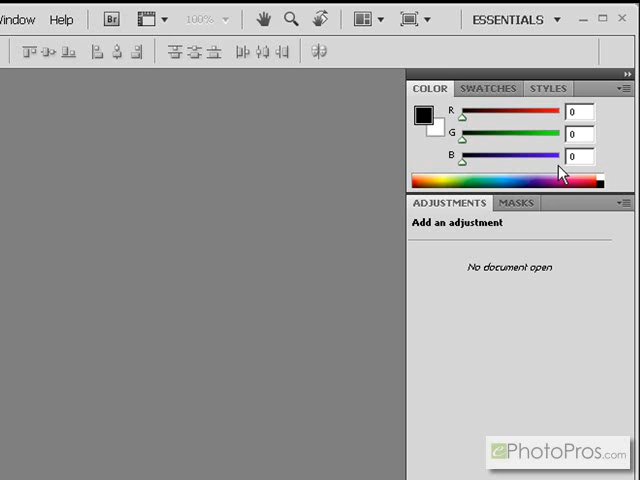 Window Help Br 100% ESSENTIALS
COLOR SWATCHES STYLES
R 0
G 0
B 0
ADJUSTMENTS MASKS
Add an adjustment
No document open
ePhotoPros.com